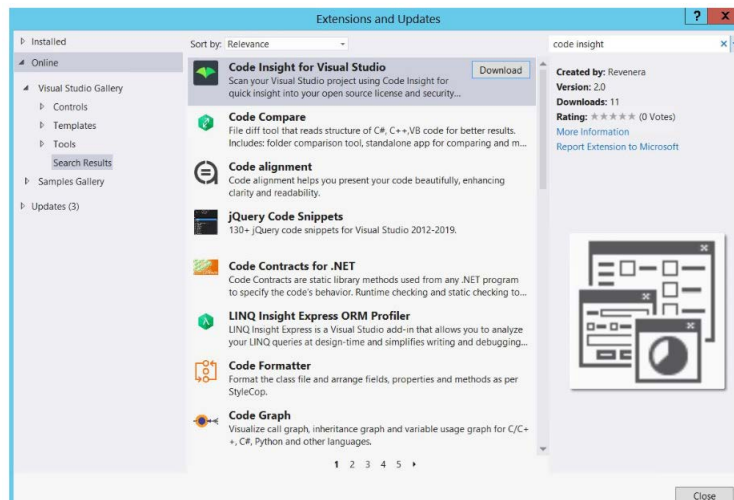 Extensions and Updates
? x
Installed
Online
Visual Studio Gallery
Controls
Templates
Tools
Search Results
Samples Gallery
Updates (3)
Sort by: Relevance
Code Insight for Visual Studio
Scan your Visual Studio project using Code Insight for
quick insight into your open source license and security...
Download
Code Compare
File diff tool that reads structure of C#, C++,VB code for better results.
Includes: folder comparison tool, standalone app for comparing and m...
Code alignment
Code alignment helps you present your code beautifully, enhancing
clarity and readability.
jQuery Code Snippets
130+ jQuery code snippets for Visual Studio 2012-2019.
Code Contracts for .NET
Code Contracts are static library methods used from any .NET program
to specify the code's behavior. Runtime checking and static checking to...
LINQ Insight Express ORM Profiler
LINQ Insight Express is a Visual Studio add-in that allows you to analyze
your LINQ queries at design-time and simplifies writing and debugging...
Code Formatter
Format the class file and arrange fields, properties and methods as per
StyleCop.
Code Graph
Visualize call graph, inheritance graph and variable usage graph for C/C+
+, C#, Python and other languages.
1 2 3 4 5
code insight
Created by: Revenera
Version: 2.0
Downloads: 11
Rating: ★★★★★ (0 Votes)
More Information
Report Extension to Microsoft
Close